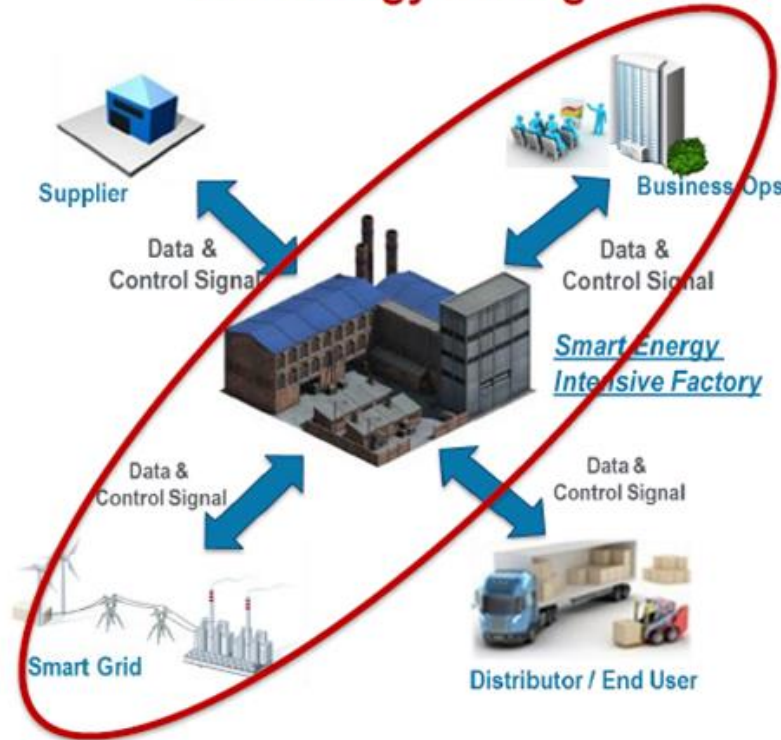 Supplier
Business Ops
Data &
Control Signal
Data &
Control Signal
Smart Energy
Intensive Factory
Data &
Control Signal
Data &
Control Signal
Smart Grid
Distributor / End User